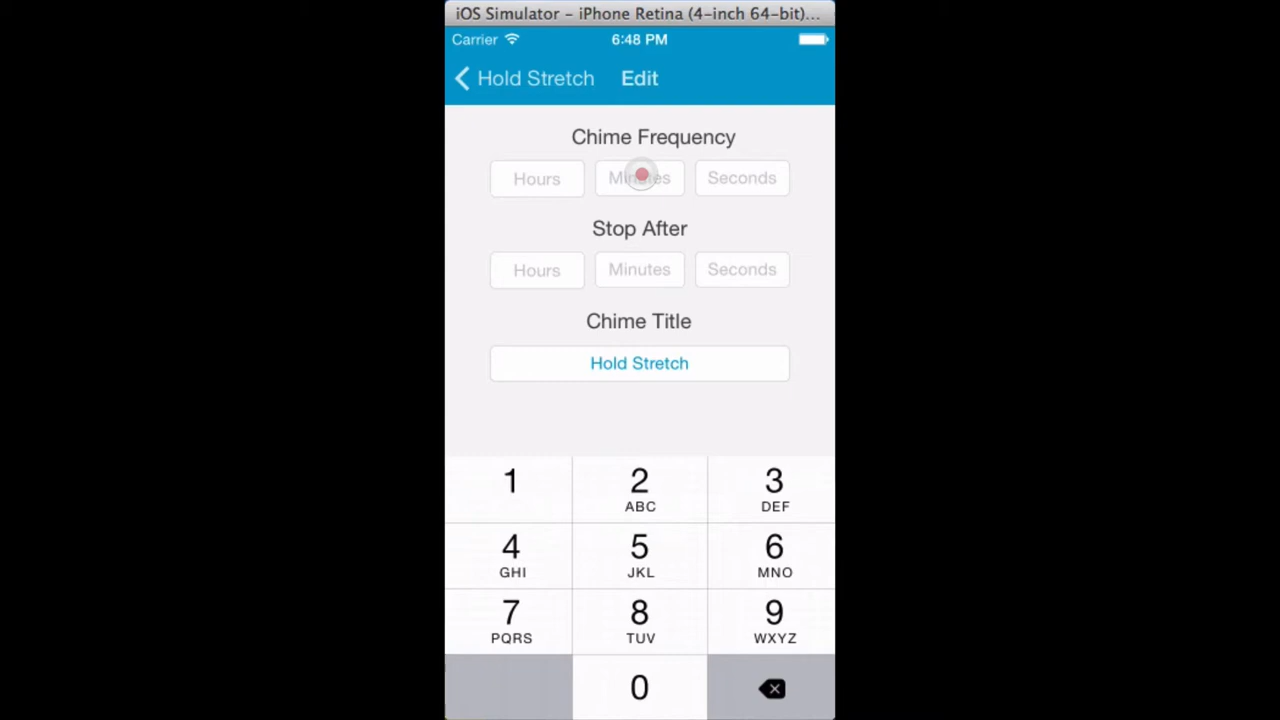 iOS Simulator - iPhone Retina (4-inch 64-bit)...
Carrier 6:48 PM
Hold Stretch Edit
Chime Frequency
Hours Minutes Seconds
Stop After
Hours Minutes Seconds
Chime Title
Hold Stretch
1 2 3
ABC DEF
4 5 6
GHI JKL MNO
7 8 9
PQRS TUV WXYZ
0